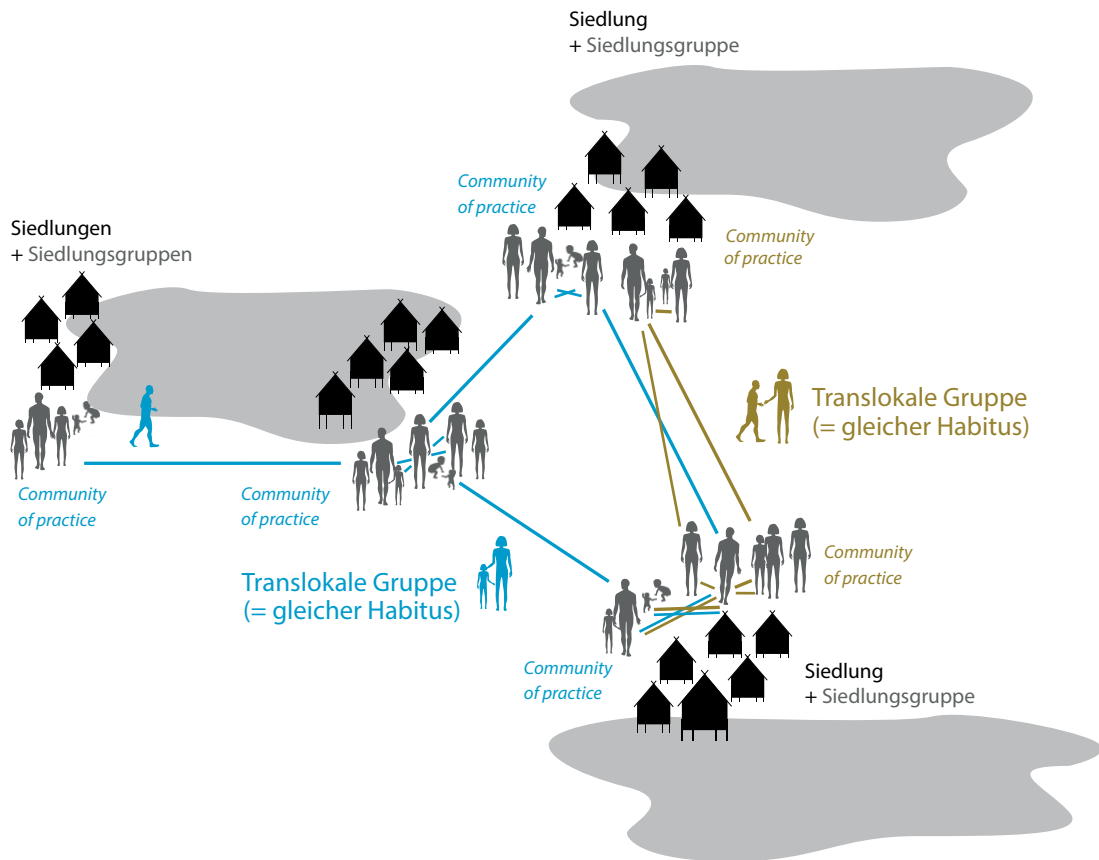 Siedlung
+ Siedlungsgruppe
Community
of practice
Siedlungen
+ Siedlungsgruppen
Community
of practice
Translokale Gruppe
(= gleicher Habitus)
Community
of practice
Community
of practice
Community
of practice
Translokale Gruppe
(= gleicher Habitus)
Community
of practice
Siedlung
+ Siedlungsgruppe